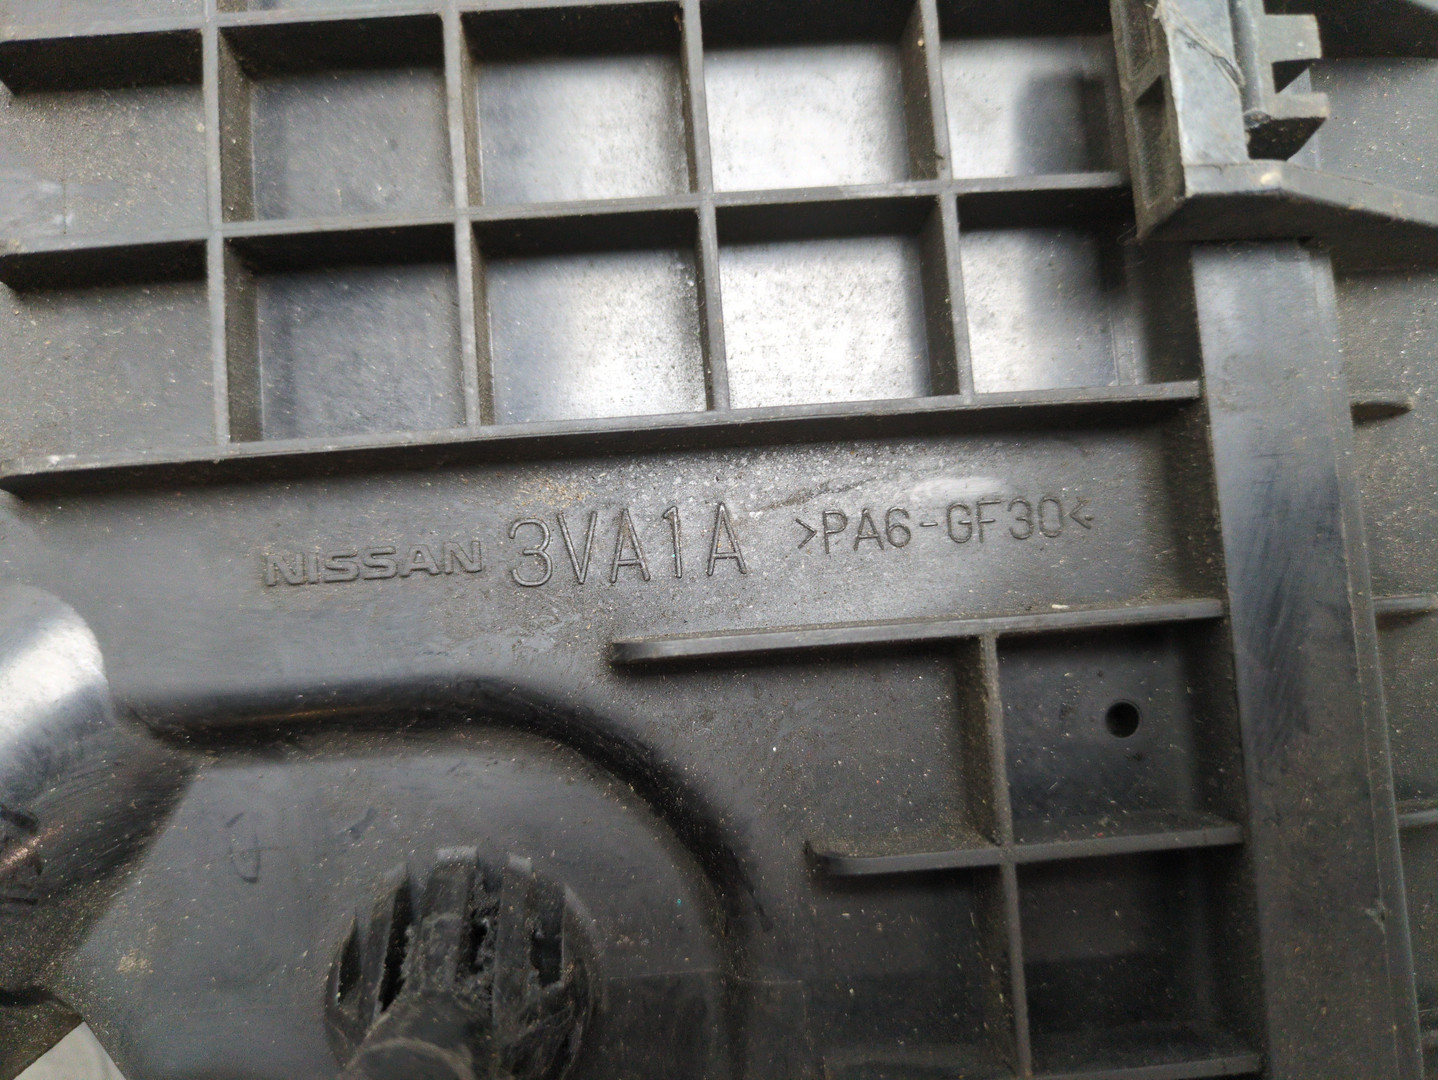 NISSAN 3VA1A >PA6-GF30<